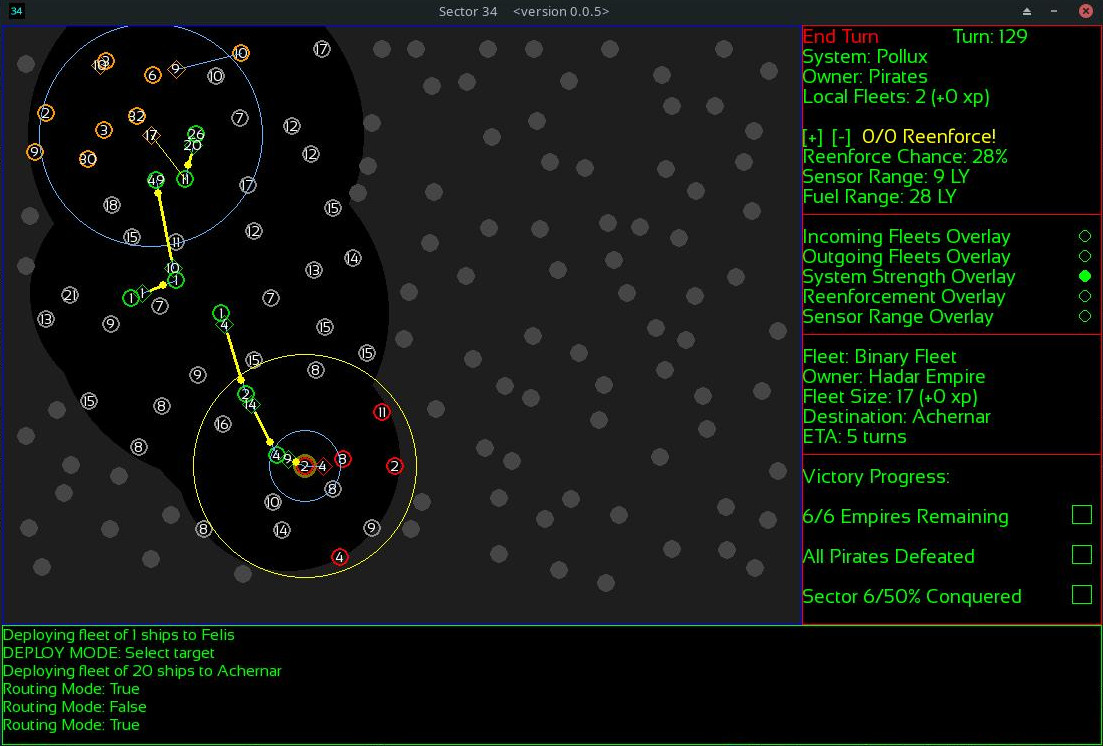 34 Sector 34 <version 0.0.5>
End Turn Turn: 129
System: Pollux
Owner: Pirates
Local Fleets: 2 (+0 xp)
[+] [-] 0/0 Reenforce!
Reenforce Chance: 28%
Sensor Range: 9 LY
Fuel Range: 28 LY
Incoming Fleets Overlay
Outgoing Fleets Overlay
System Strength Overlay
Reenforcement Overlay
Sensor Range Overlay
Fleet: Binary Fleet
Owner: Hadar Empire
Fleet Size: 17 (+0 xp)
Destination: Achernar
ETA: 5 turns
Victory Progress:
6/6 Empires Remaining
All Pirates Defeated
Sector 6/50% Conquered
17
10
9
3
6
10
2
32
7
12
26
3
17
20
9
30
12
49
11
17
18
15
15
11
12
14
10
13
1
21
1
1
7
7
13
9
1
4
15
15
15
8
9
2
15
8
14
11
16
8
4
9
2
4
8
2
8
10
8
14
9
4
Deploying fleet of 1 ships to Felis
DEPLOY MODE: Select target
Deploying fleet of 20 ships to Achernar
Routing Mode: True
Routing Mode: False
Routing Mode: True